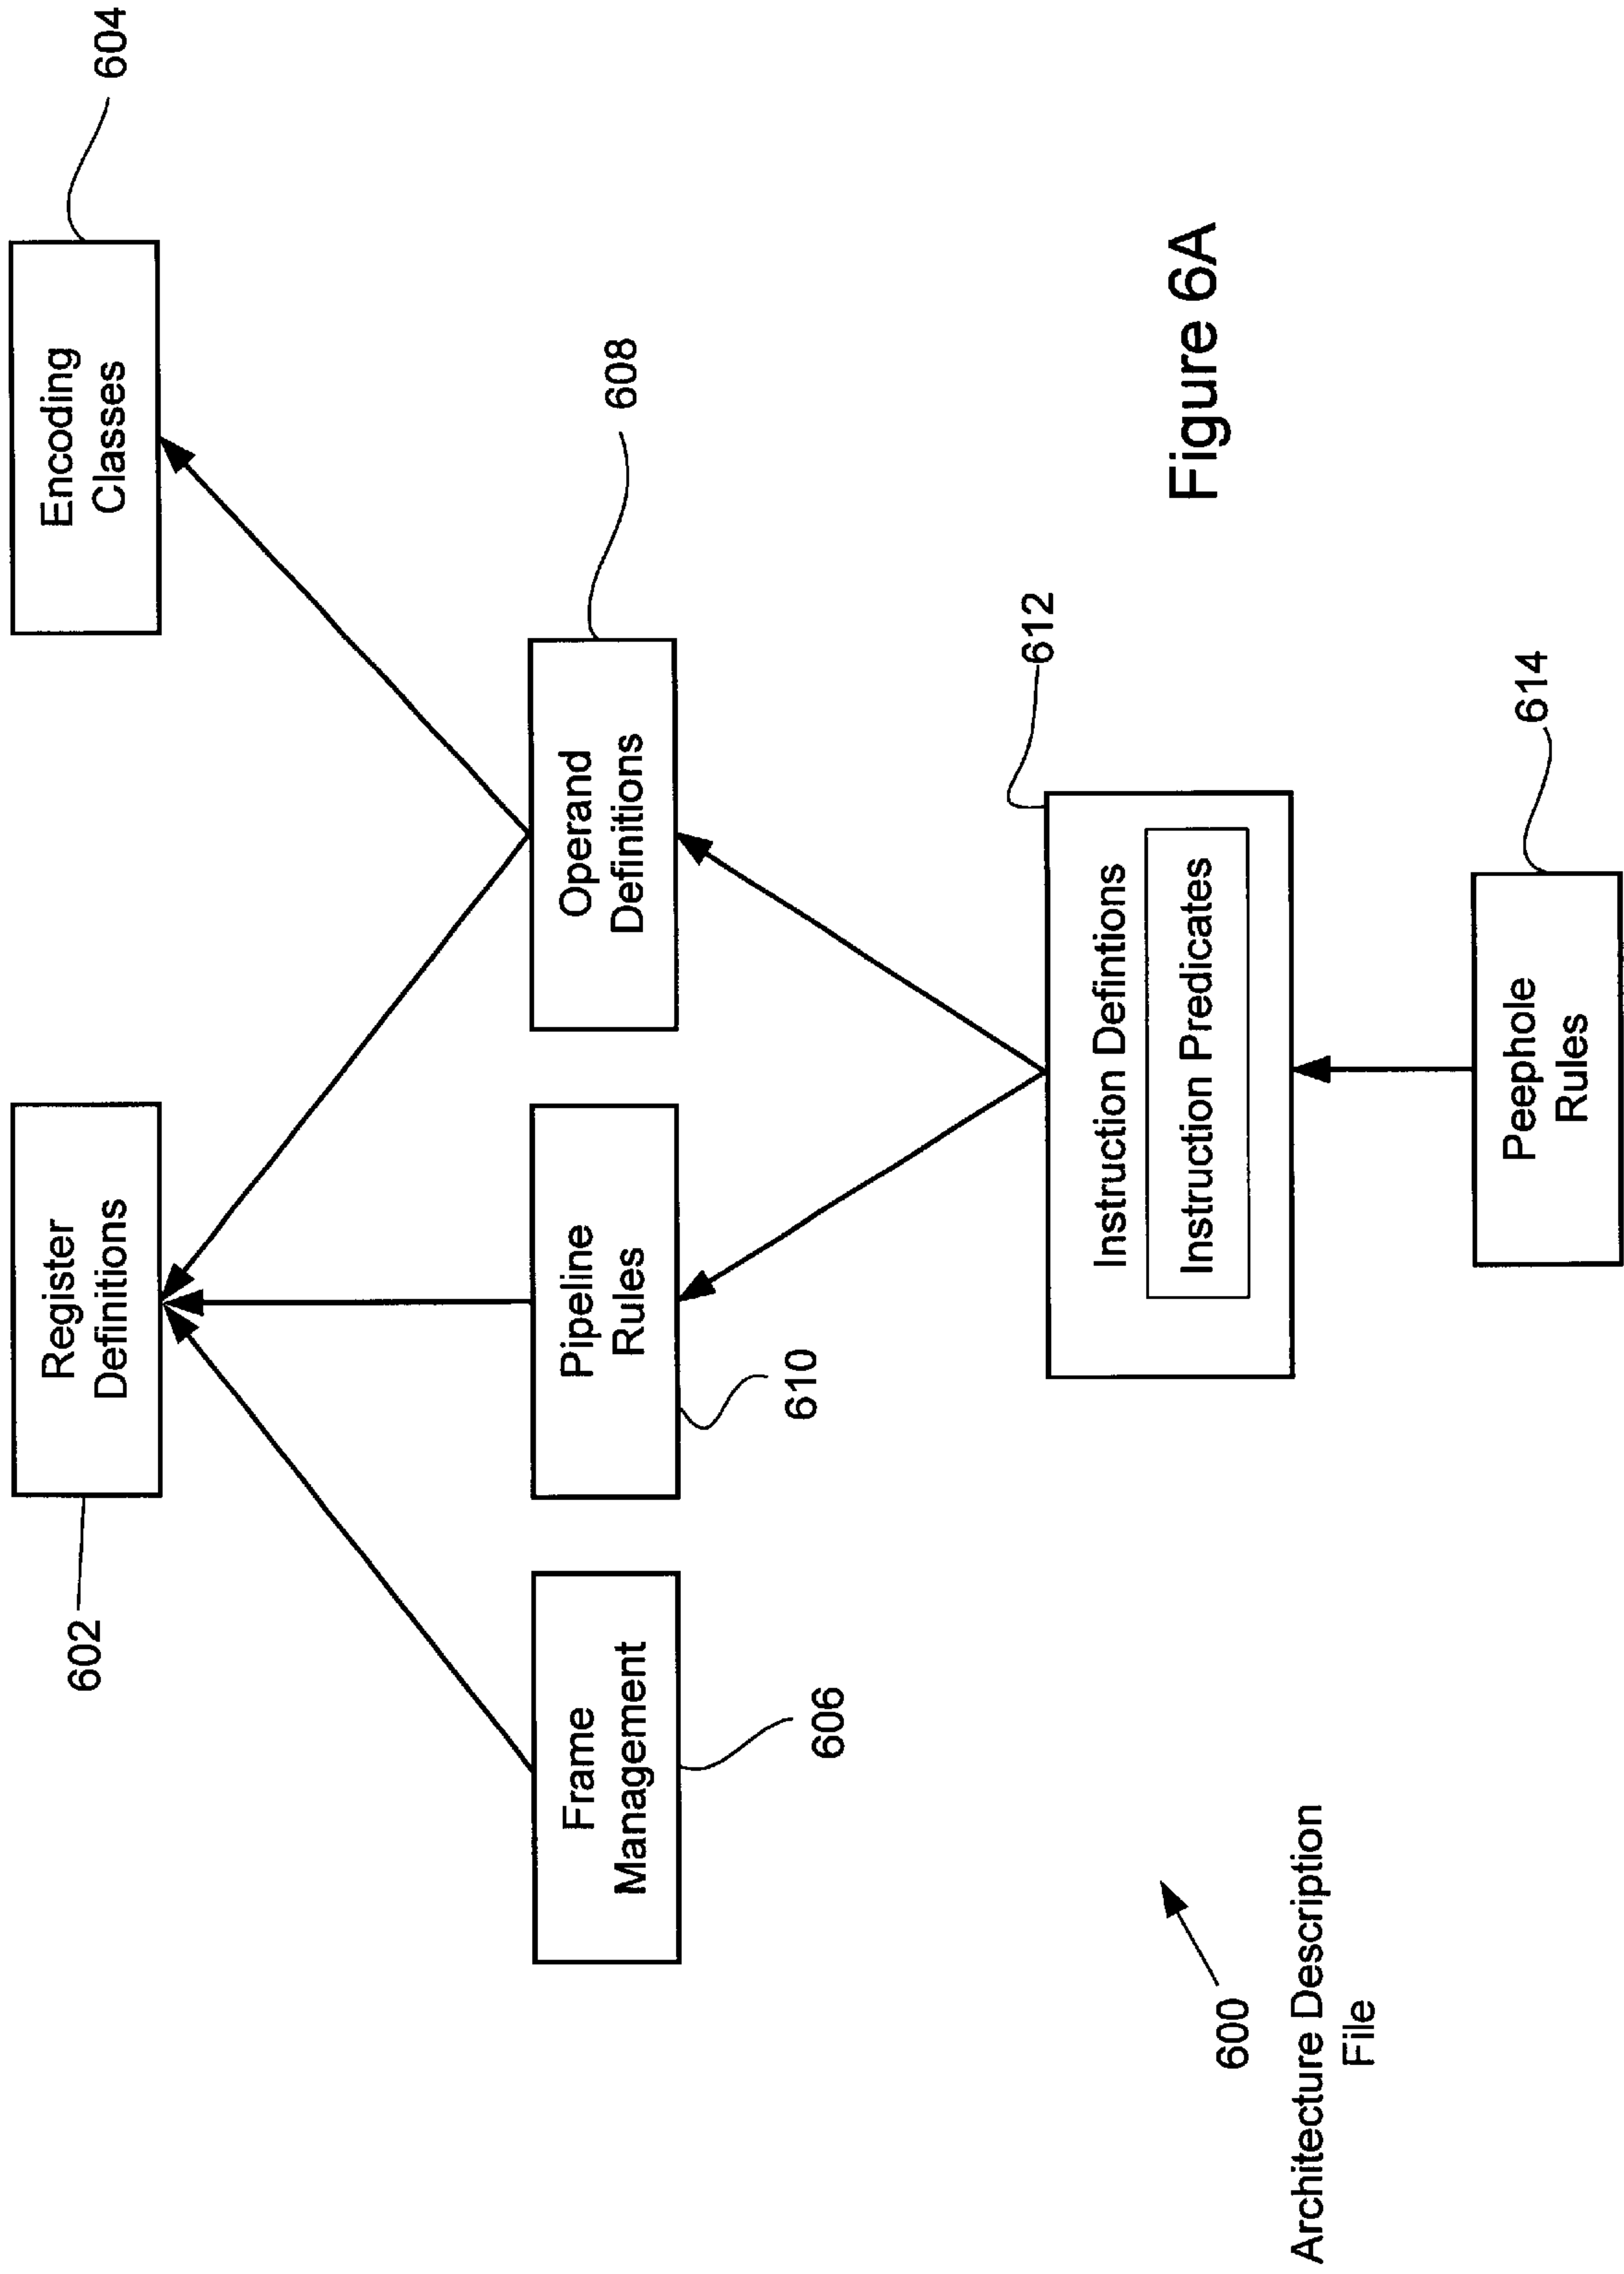 602
Register
Definitions
Encoding
Classes
604
Frame
Management
606
Pipeline
Rules
610
Operand
Definitions
608
Instruction Defintions
Instruction Predicates
612
Peephole
Rules
614
600
Architecture Description
File
Figure 6A